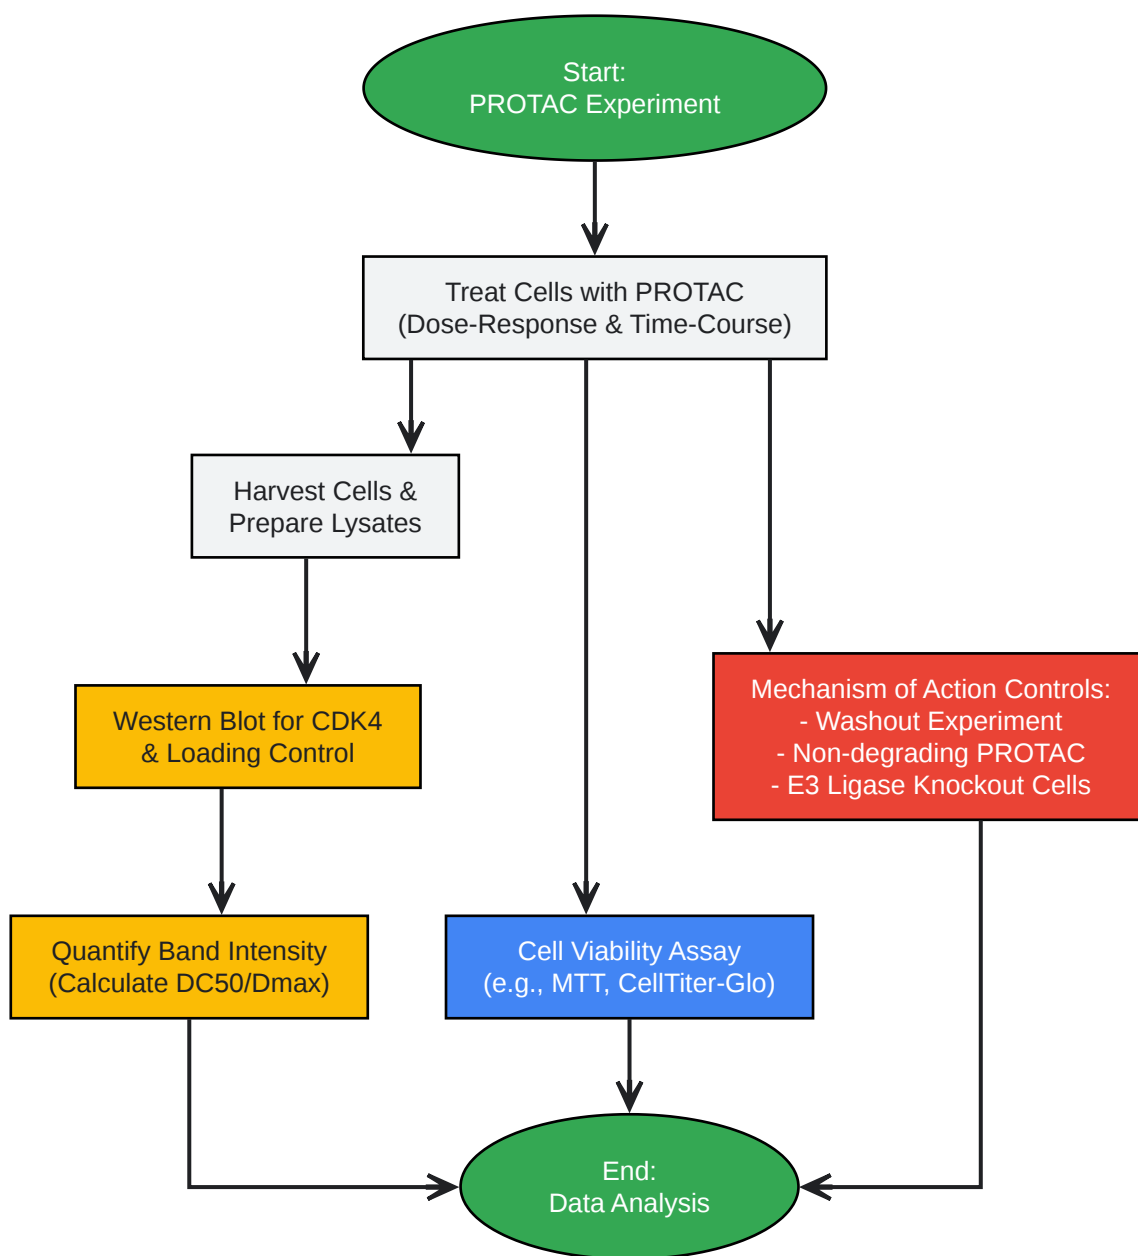 Start:
PROTAC Experiment
Treat Cells with PROTAC
(Dose-Response & Time-Course)
Harvest Cells &
Prepare Lysates
Mechanism of Action Controls:
- Washout Experiment
- Non-degrading PROTAC
- E3 Ligase Knockout Cells
Western Blot for CDK4
& Loading Control
Quantify Band Intensity
(Calculate DC50/Dmax)
Cell Viability Assay
(e.g., MTT, CellTiter-Glo)
End:
Data Analysis